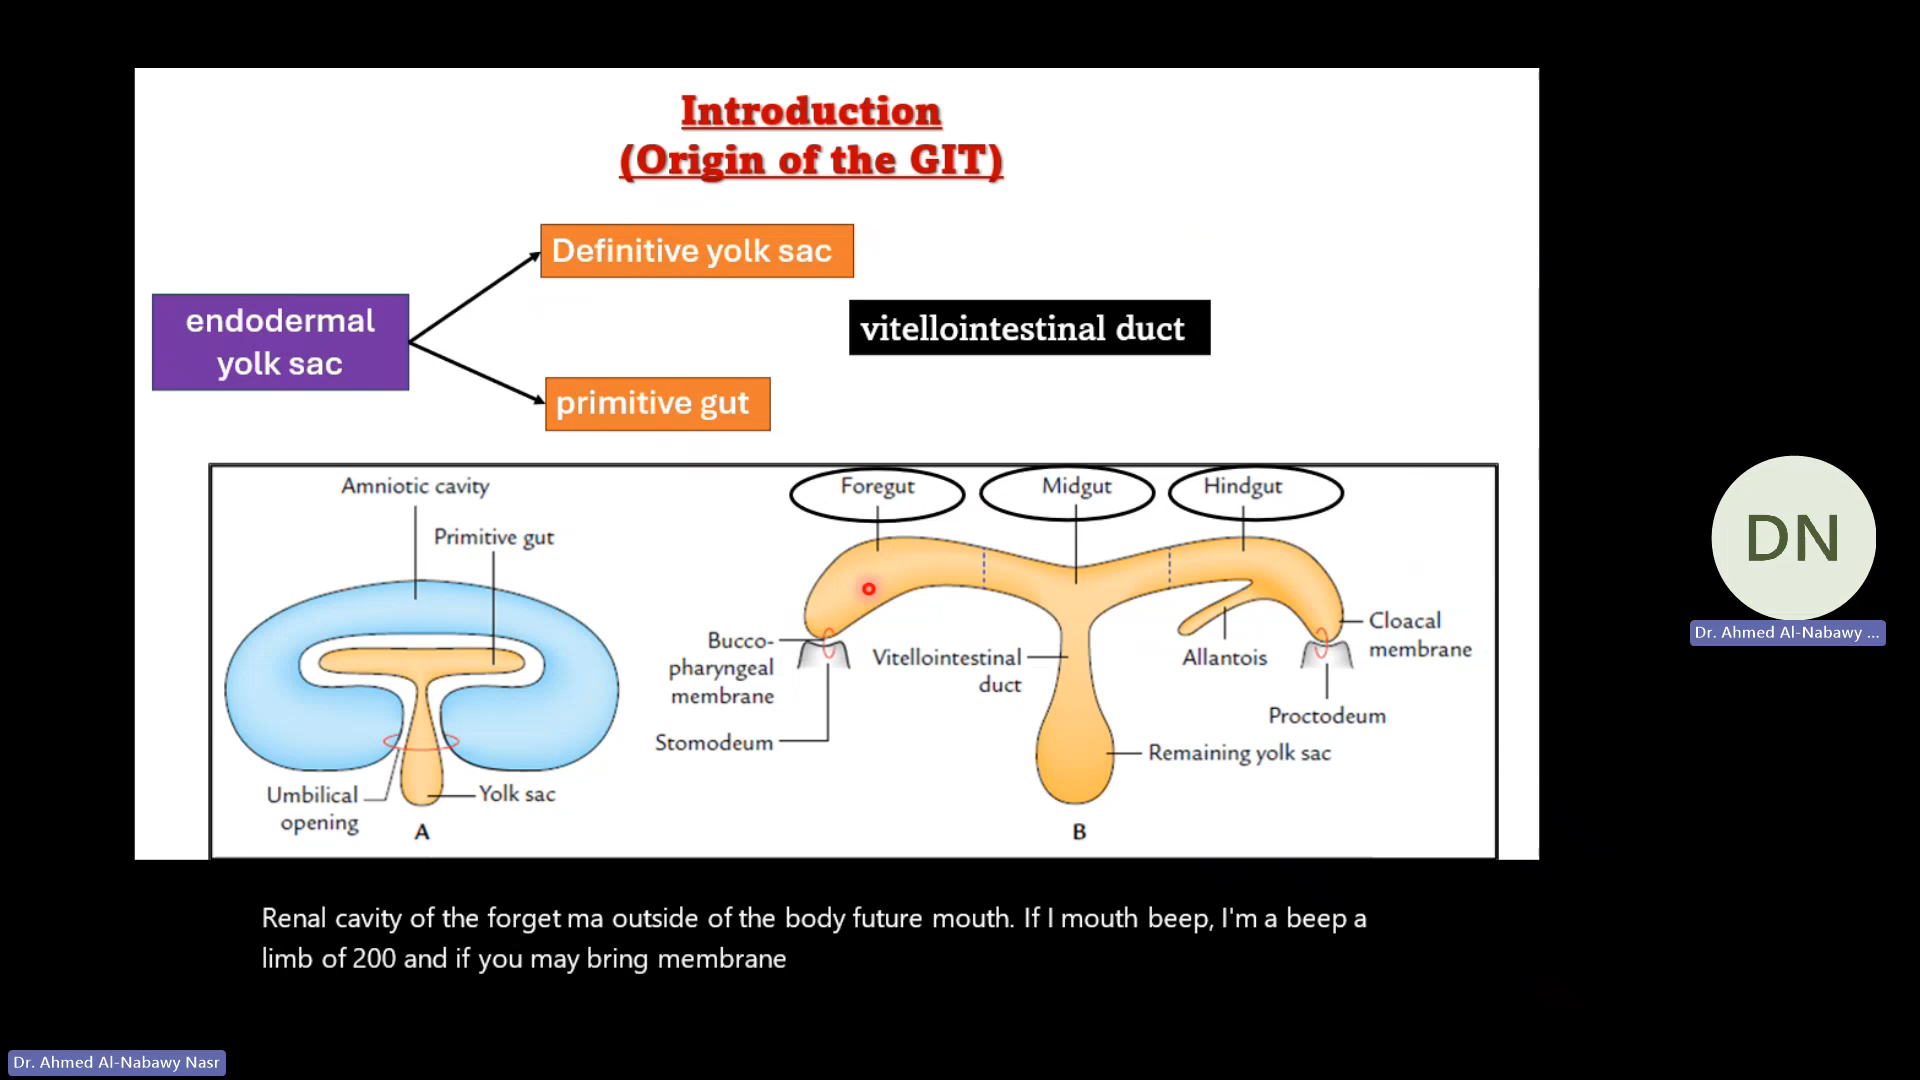 Introduction
(Origin of the GIT)
Definitive yolk sac
endodermal
yolk sac
vitellointestinal duct
primitive gut
Amniotic cavity
Primitive gut
Umbilical
opening
Yolk sac
A
Foregut
Midgut
Hindgut
Bucco-
pharyngeal
membrane
Stomodeum
Vitellointestinal
duct
Allantois
Cloacal
membrane
Proctodeum
Remaining yolk sac
B
DN
Dr. Ahmed Al-Nabawy ...
Renal cavity of the forget ma outside of the body future mouth. If I mouth beep, I'm a beep a
limb of 200 and if you may bring membrane
Dr. Ahmed Al-Nabawy Nasr